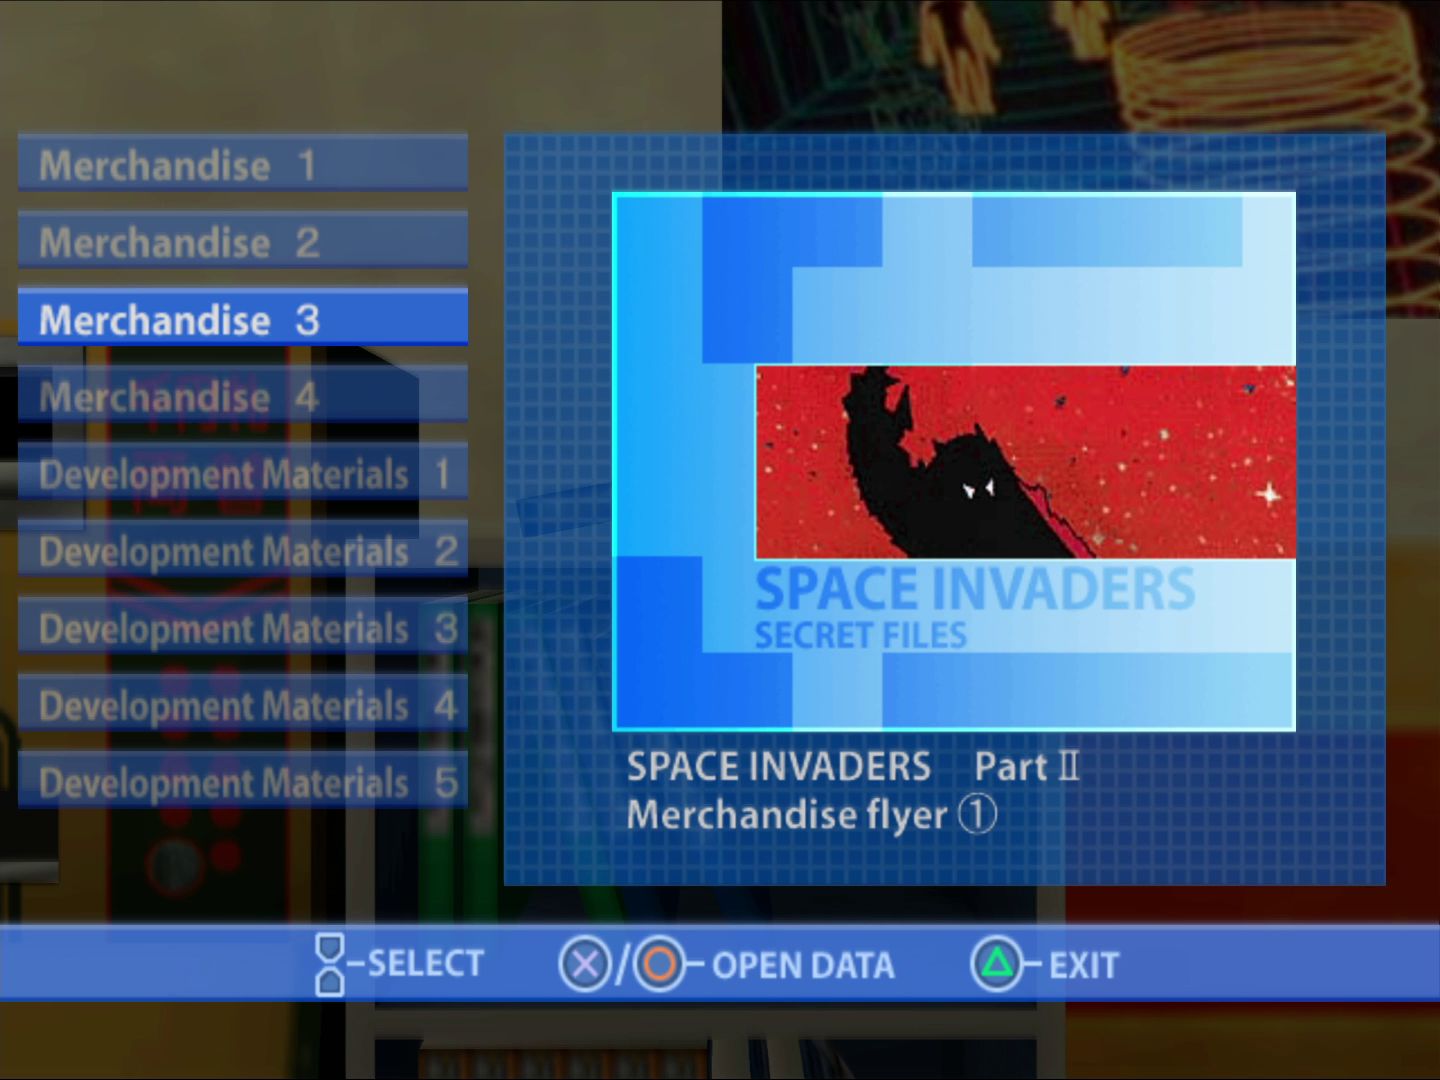 Merchandise 1
Merchandise 2
Merchandise 3
Merchandise 4
Development Materials 1
Development Materials 2
Development Materials 3
Development Materials 4
Development Materials 5
SPACE INVADERS
SECRET FILES
SPACE INVADERS Part Ⅱ
Merchandise flyer ①
SELECT
/ OPEN DATA
EXIT